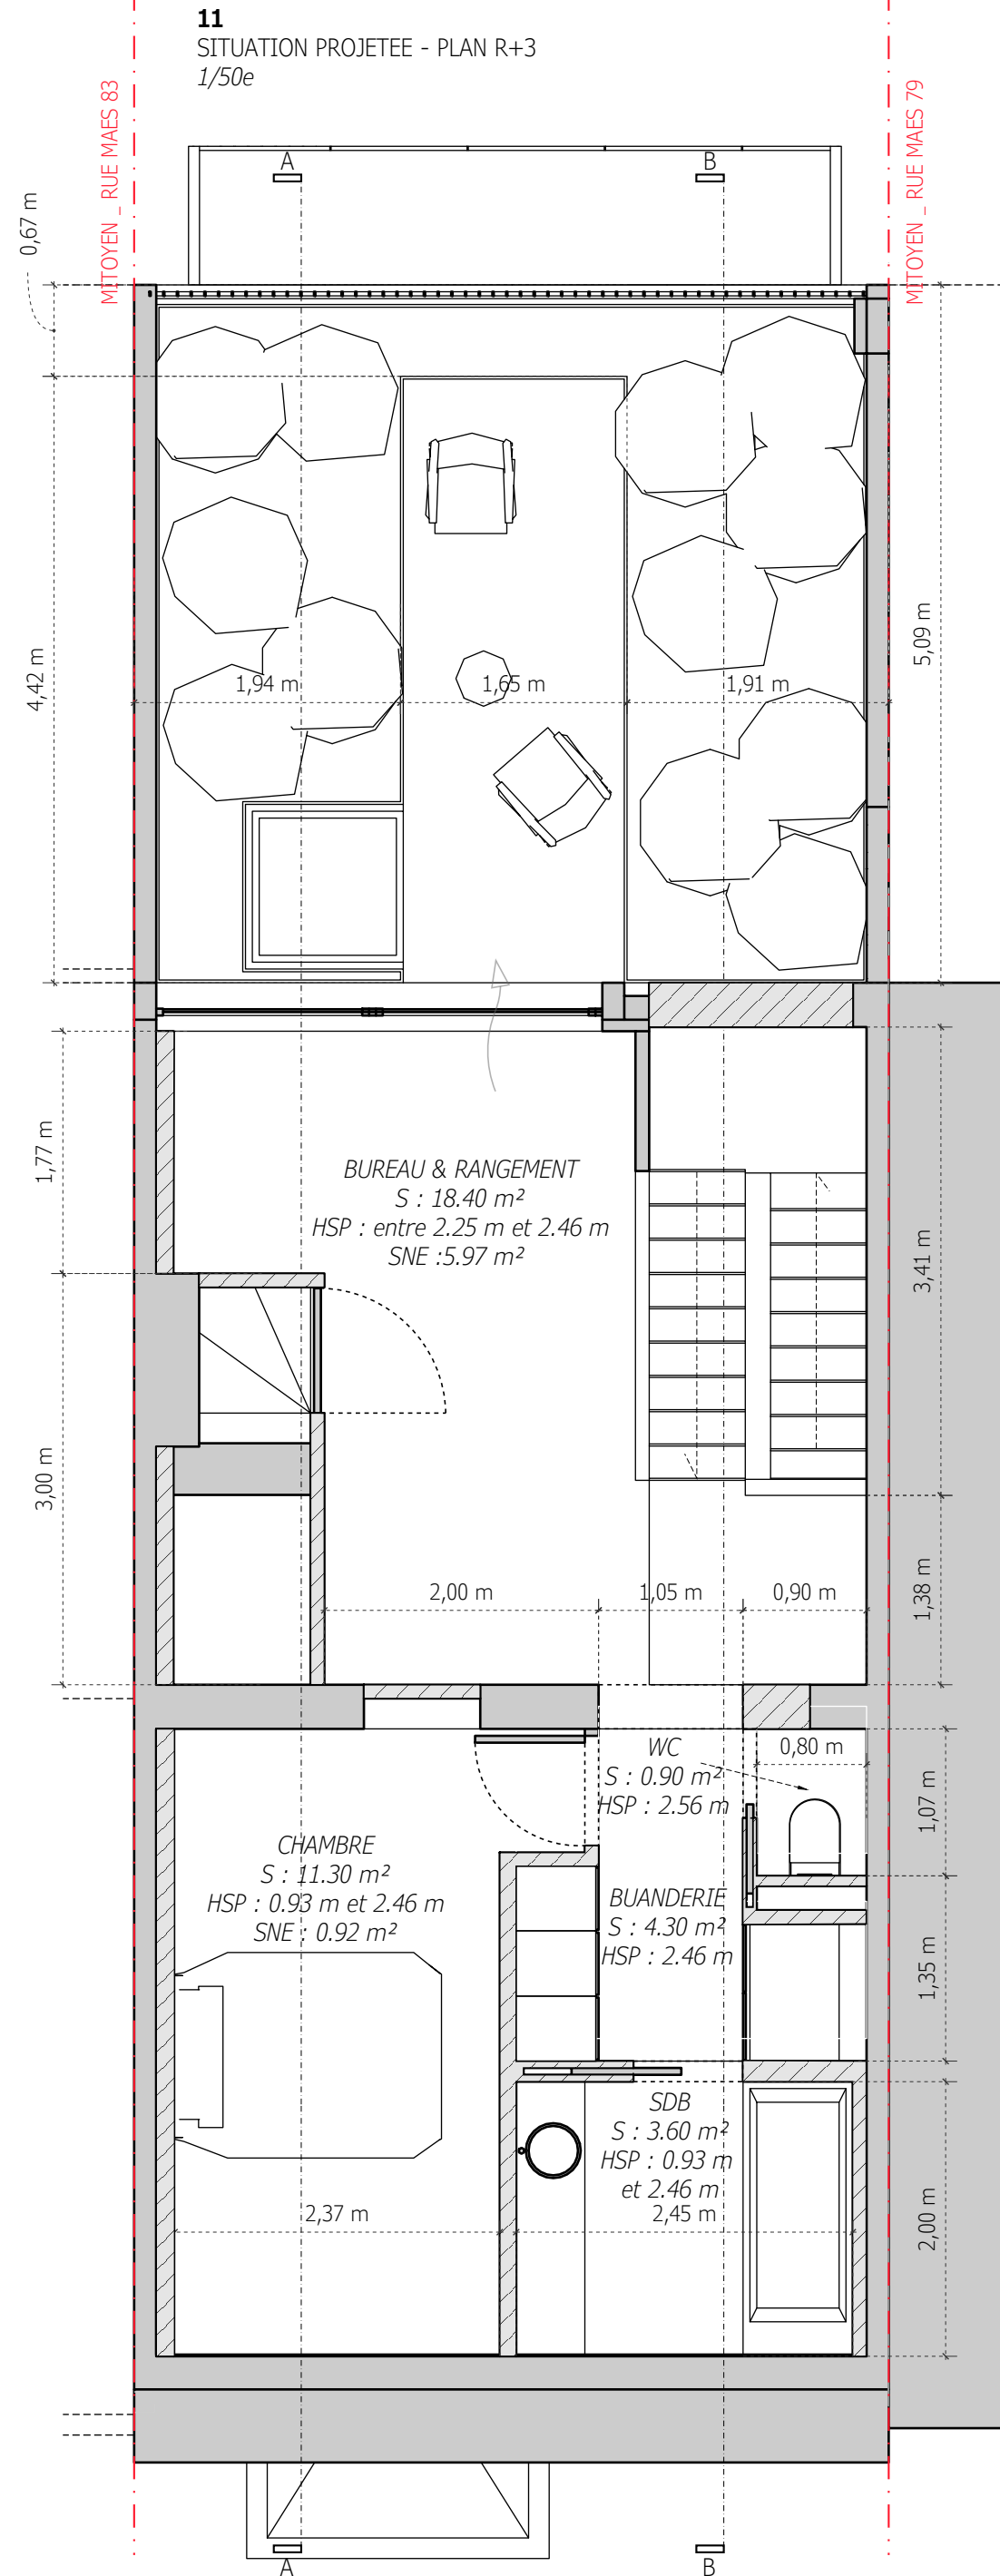 11
SITUATION PROJETEE - PLAN R+3
1/50e
MITOYEN _ RUE MAES 83
MITOYEN _ RUE MAES 79
A
B
0,67 m
4,42 m
5,09 m
1,94 m
1,65 m
1,91 m
1,77 m
BUREAU & RANGEMENT
S : 18.40 m²
HSP : entre 2.25 m et 2.46 m
SNE :5.97 m²
3,41 m
3,00 m
2,00 m
1,05 m
0,90 m
1,38 m
WC
S : 0.90 m²
HSP : 2.56 m
0,80 m
1,07 m
CHAMBRE
S : 11.30 m²
HSP : 0.93 m et 2.46 m
SNE : 0.92 m²
BUANDERIE
S : 4.30 m²
HSP : 2.46 m
1,35 m
SDB
S : 3.60 m²
HSP : 0.93 m
et 2.46 m
2,37 m
2,45 m
2,00 m
A
B